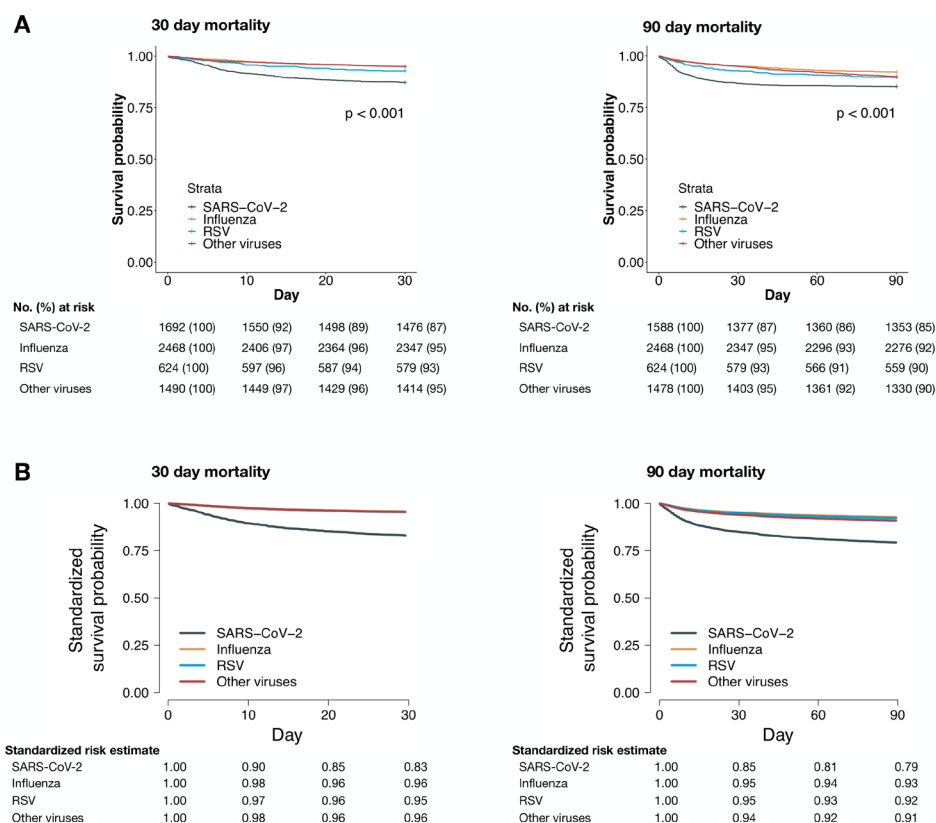 A
30 day mortality
Survival probability
1.00
0.75
0.50
0.25
0.00
p < 0.001
Strata
SARS−CoV−2
Influenza
RSV
Other viruses
0 10 20 30
Day
No. (%) at risk
SARS-CoV-2 1692 (100) 1550 (92) 1498 (89) 1476 (87)
Influenza 2468 (100) 2406 (97) 2364 (96) 2347 (95)
RSV 624 (100) 597 (96) 587 (94) 579 (93)
Other viruses 1490 (100) 1449 (97) 1429 (96) 1414 (95)
90 day mortality
Survival probability
1.00
0.75
0.50
0.25
0.00
p < 0.001
Strata
SARS−CoV−2
Influenza
RSV
Other viruses
0 30 60 90
Day
No. (%) at risk
SARS-CoV-2 1588 (100) 1377 (87) 1360 (86) 1353 (85)
Influenza 2468 (100) 2347 (95) 2296 (93) 2276 (92)
RSV 624 (100) 579 (93) 566 (91) 559 (90)
Other viruses 1478 (100) 1403 (95) 1361 (92) 1330 (90)
B
30 day mortality
Standardized
survival probability
1.00
0.75
0.50
0.25
0.00
SARS−CoV−2
Influenza
RSV
Other viruses
0 10 20 30
Day
Standardized risk estimate
SARS-CoV-2 1.00 0.90 0.85 0.83
Influenza 1.00 0.98 0.96 0.96
RSV 1.00 0.97 0.96 0.95
Other viruses 1.00 0.98 0.96 0.96
90 day mortality
Standardized
survival probability
1.00
0.75
0.50
0.25
0.00
SARS−CoV−2
Influenza
RSV
Other viruses
0 30 60 90
Day
Standardized risk estimate
SARS-CoV-2 1.00 0.85 0.81 0.79
Influenza 1.00 0.95 0.94 0.93
RSV 1.00 0.95 0.93 0.92
Other viruses 1.00 0.94 0.92 0.91